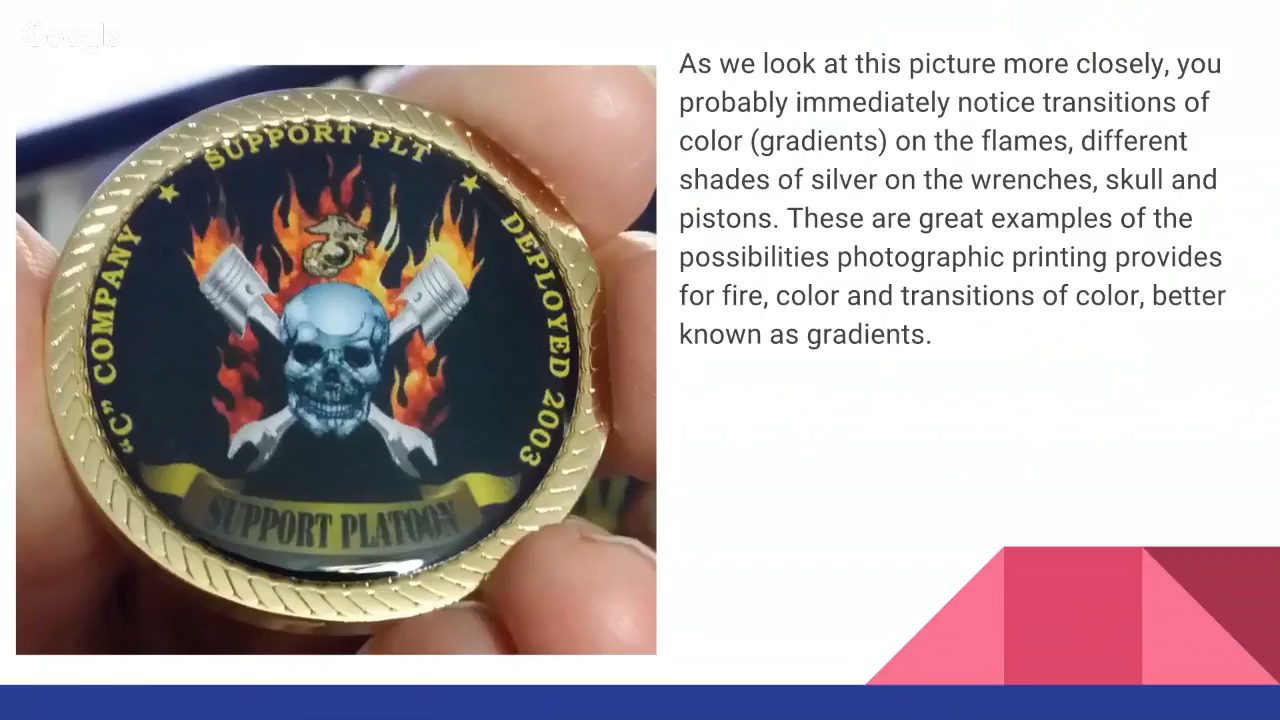 Google
SUPPORT PLT
"C" COMPANY
DEPLOYED 2003
SUPPORT PLATOON
As we look at this picture more closely, you
probably immediately notice transitions of
color (gradients) on the flames, different
shades of silver on the wrenches, skull and
pistons. These are great examples of the
possibilities photographic printing provides
for fire, color and transitions of color, better
known as gradients.